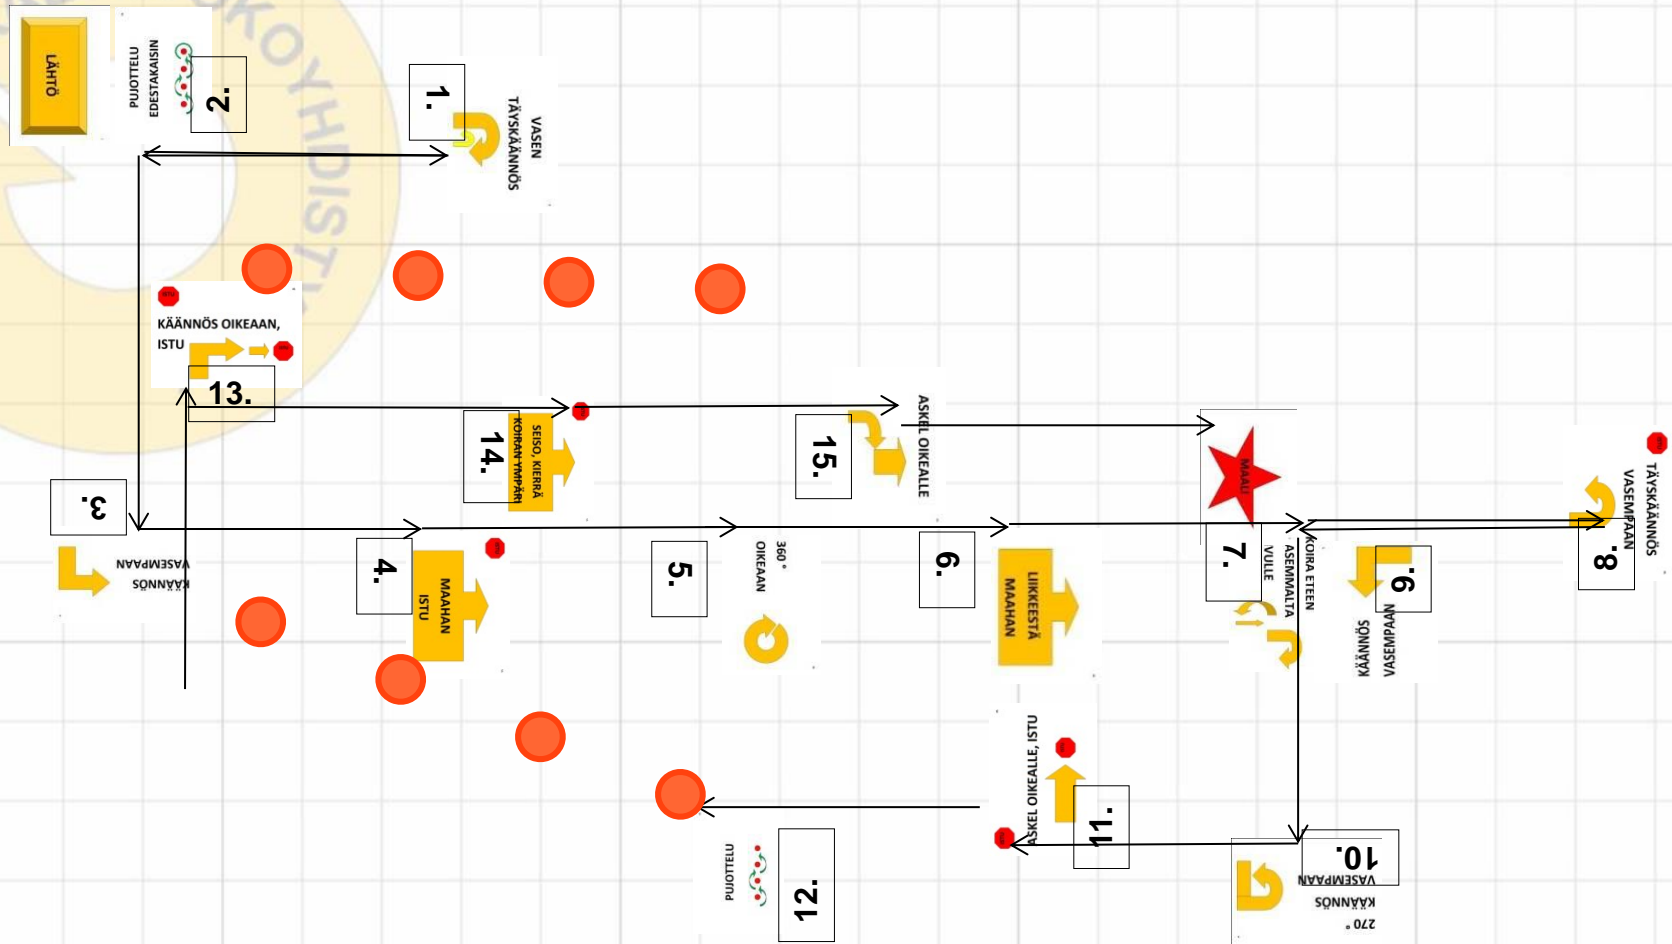 SKOYHDISTY
LÄHTÖ
1.
VASEN
TÄYSKÄÄNNÖS
2.
PUJOTTELU
EDESTAKAISIN
3.
KÄÄNNÖS
VASEMPAAN
4.
MAAHAN
ISTU
5.
360°
OIKEAAN
6.
LIIKKEESTÄ
MAAHAN
7.
KOIRA ETEEN
ASEMMALTA
VULLE
8.
TÄYSKÄÄNNÖS
VASEMPAAN
9.
VASEMPAAN
KÄÄNNÖS
10.
270°
KÄÄNNÖS
VASEMPAAN
11.
ASKEL OIKEALLE, ISTU
12.
PUJOTTELU
13.
KÄÄNNÖS OIKEAAN,
ISTU
14.
SEISO, KIERRÄ
KOIRAN YMPÄRI
15.
ASKEL OIKEALLE
MAALI